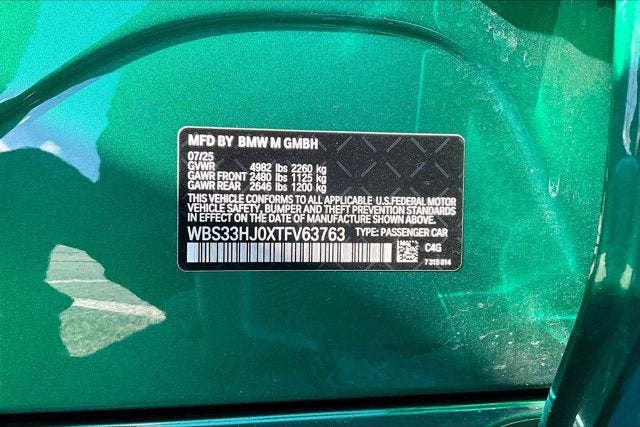 MFD BY BMW M GMBH
07/25
GVWR 4982 lbs 2260 kg
GAWR FRONT 2480 lbs 1125 kg
GAWR REAR 2646 lbs 1200 kg
THIS VEHICLE CONFORMS TO ALL APPLICABLE U.S.FEDERAL MOTOR
VEHICLE SAFETY, BUMPER AND THEFT PREVENTION STANDARDS
IN EFFECT ON THE DATE OF MANUFACTURE SHOWN ABOVE.
WBS33HJ0XTFV63763 TYPE: PASSENGER CAR
C4G
7 315 814